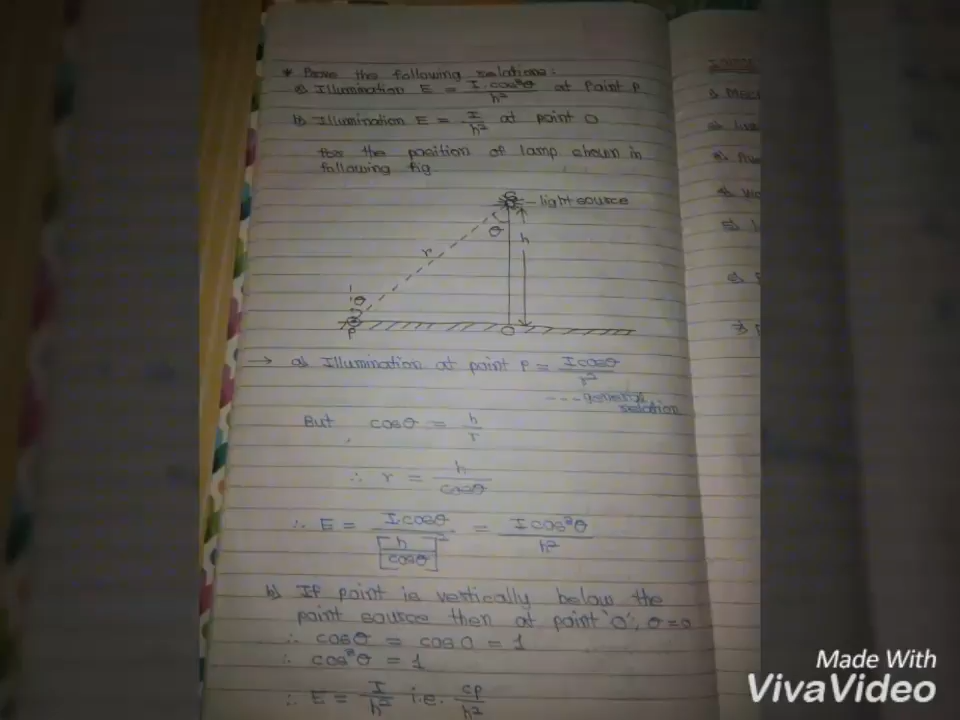 * Prove the following relations:
a) Illumination E = I.cos³θ / h² at Point P
b) Illumination E = I / h² at point O
for the position of lamp shown in
following fig.
S
light source
θ
h
r
θ
P
O
→ a) Illumination at point P = I cosθ / r²
--- general
relation
But cosθ = h / r
∴ r = h / cosθ
∴ E = I.cosθ / [h / cosθ]² = I cos³θ / h²
b) If point is vertically below the
point source then at point 'O', θ=0
∴ cosθ = cos0 = 1
∴ cos³θ = 1
∴ E = I / h² i.e. cp / h²
Made With
VivaVideo